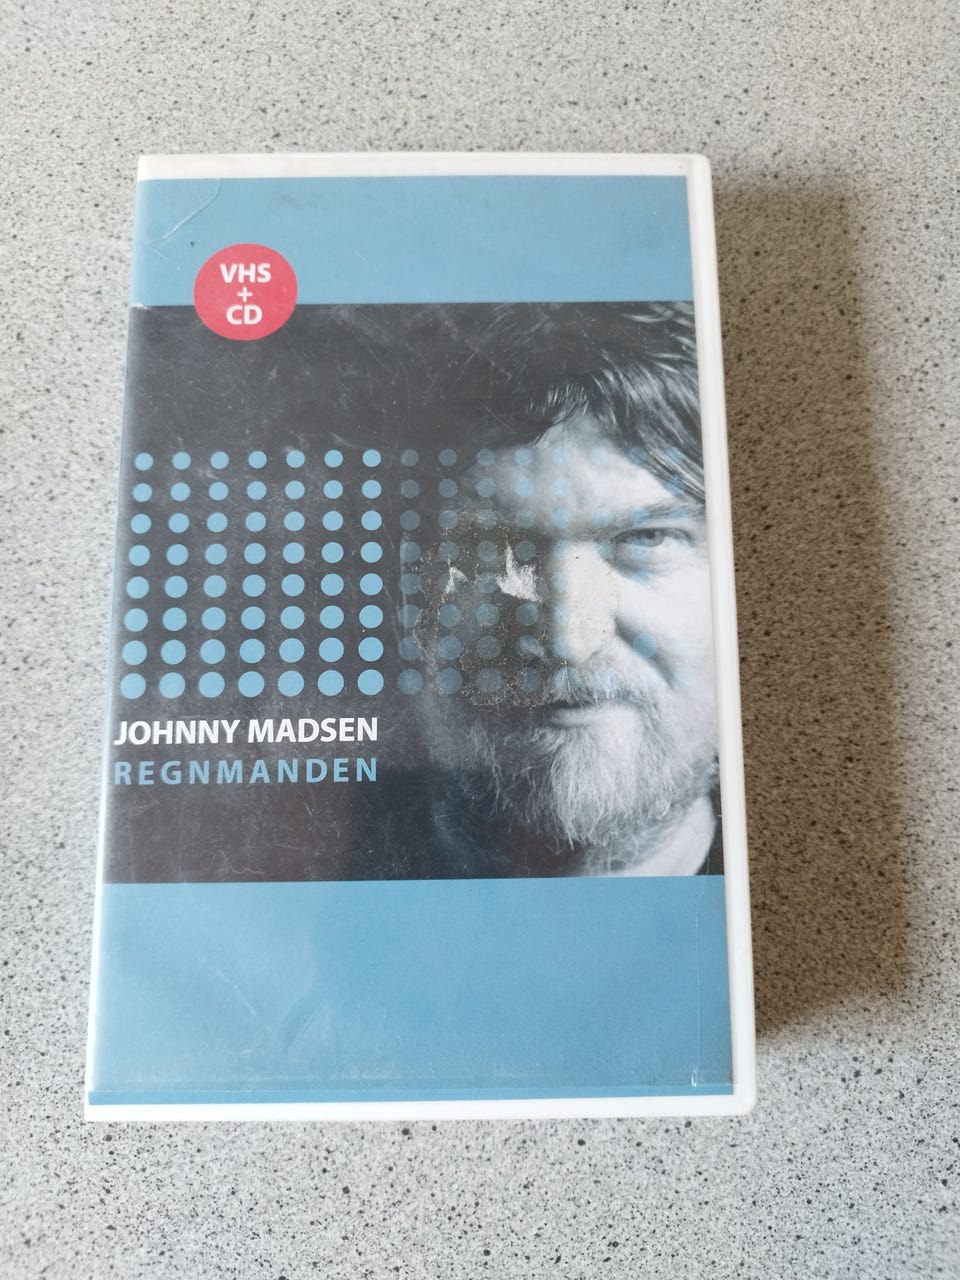 VHS
+
CD
JOHNNY MADSEN
REGNMANDEN